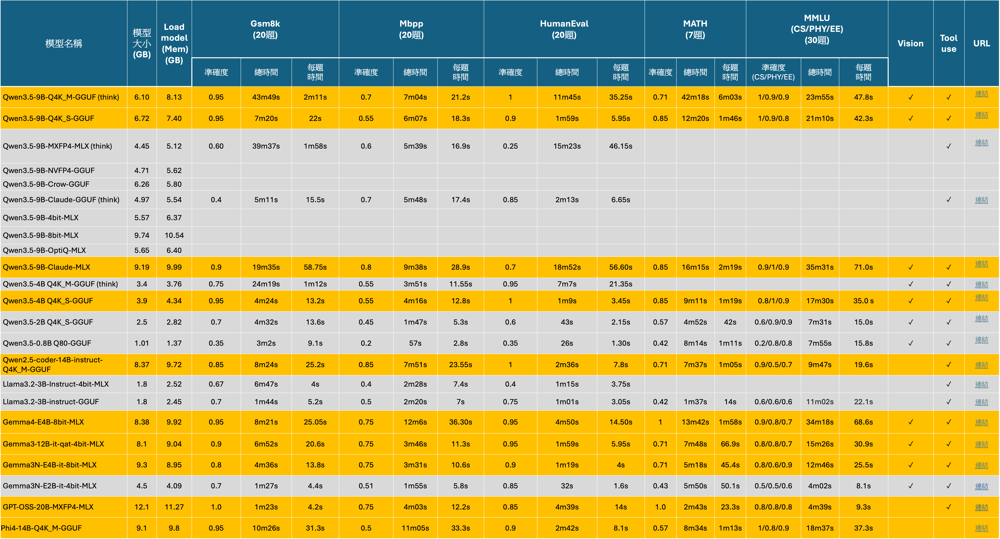 模型名稱
模型
大小
(GB)
Load
model
(Mem)
(GB)
Gsm8k
(20題)
Mbpp
(20題)
HumanEval
(20題)
MATH
(7題)
MMLU
(CS/PHY/EE)
(30題)
Vision
Tool
use
URL
準確度 總時間 每題
時間
準確度 總時間 每題
時間
準確度 總時間 每題
時間
準確度 總時間 每題
時間
準確度
(CS/PHY/EE)
總時間 每題
時間
Qwen3.5-9B-Q4K_M-GGUF (think) 6.10 8.13 0.95 43m49s 2m11s 0.7 7m04s 21.2s 1 11m45s 35.25s 0.71 42m18s 6m03s 1/0.9/0.9 23m55s 47.8s ✓ ✓ 連結
Qwen3.5-9B-Q4K_S-GGUF 6.72 7.40 0.95 7m20s 22s 0.55 6m07s 18.3s 0.9 1m59s 5.95s 0.85 12m20s 1m46s 1/0.9/0.8 21m10s 42.3s ✓ ✓ 連結
Qwen3.5-9B-MXFP4-MLX (think) 4.45 5.12 0.60 39m37s 1m58s 0.6 5m39s 16.9s 0.25 15m23s 46.15s ✓ 連結
Qwen3.5-9B-NVFP4-GGUF 4.71 5.62
Qwen3.5-9B-Crow-GGUF 6.26 5.80
Qwen3.5-9B-Claude-GGUF (think) 4.97 5.54 0.4 5m11s 15.5s 0.7 5m48s 17.4s 0.85 2m13s 6.65s ✓ 連結
Qwen3.5-9B-4bit-MLX 5.57 6.37
Qwen3.5-9B-8bit-MLX 9.74 10.54
Qwen3.5-9B-OptiQ-MLX 5.65 6.40
Qwen3.5-9B-Claude-MLX 9.19 9.99 0.9 19m35s 58.75s 0.8 9m38s 28.9s 0.7 18m52s 56.60s 0.85 16m15s 2m19s 0.9/1/0.9 35m31s 71.0s ✓ ✓ 連結
Qwen3.5-4B Q4K_M-GGUF (think) 3.4 3.76 0.75 24m19s 1m12s 0.55 3m51s 11.55s 0.95 7m7s 21.35s ✓ ✓ 連結
Qwen3.5-4B Q4K_S-GGUF 3.9 4.34 0.95 4m24s 13.2s 0.55 4m16s 12.8s 1 1m9s 3.45s 0.85 9m11s 1m19s 0.8/1/0.9 17m30s 35.0 s ✓ ✓ 連結
Qwen3.5-2B Q4K_S-GGUF 2.5 2.82 0.7 4m32s 13.6s 0.45 1m47s 5.3s 0.6 43s 2.15s 0.57 4m52s 42s 0.6/0.9/0.9 7m31s 15.0s ✓ ✓ 連結
Qwen3.5-0.8B Q80-GGUF 1.01 1.37 0.35 3m2s 9.1s 0.2 57s 2.8s 0.35 26s 1.30s 0.42 8m14s 1m11s 0.2/0.8/0.8 7m55s 15.8s ✓ ✓ 連結
Qwen2.5-coder-14B-instruct-
Q4K_M-GGUF 8.37 9.72 0.85 8m24s 25.2s 0.85 7m51s 23.55s 1 2m36s 7.8s 0.71 7m37s 1m05s 0.9/0.5/0.7 9m47s 19.6s ✓ 連結
Llama3.2-3B-Instruct-4bit-MLX 1.8 2.52 0.67 6m47s 4s 0.4 2m28s 7.4s 0.4 1m15s 3.75s ✓ 連結
Llama3.2-3B-instruct-GGUF 1.8 2.45 0.7 1m44s 5.2s 0.5 2m20s 7s 0.75 1m01s 3.05s 0.42 1m37s 14s 0.6/0.6/0.6 11m02s 22.1s ✓ 連結
Gemma4-E4B-8bit-MLX 8.38 9.92 0.95 8m21s 25.05s 0.75 12m6s 36.30s 0.95 4m50s 14.50s 1 13m42s 1m58s 0.9/0.8/0.7 34m18s 68.6s ✓ ✓ 連結
Gemma3-12B-it-qat-4bit-MLX 8.1 9.04 0.9 6m52s 20.6s 0.75 3m46s 11.3s 0.95 1m59s 5.95s 0.71 7m48s 66.9s 0.8/0.8/0.7 15m26s 30.9s ✓ ✓ 連結
Gemma3N-E4B-it-8bit-MLX 9.3 8.95 0.8 4m36s 13.8s 0.75 3m31s 10.6s 0.9 1m19s 4s 0.71 5m18s 45.4s 0.8/0.6/0.9 12m46s 25.5s ✓ ✓ 連結
Gemma3N-E2B-it-4bit-MLX 4.5 4.09 0.7 1m27s 4.4s 0.51 1m55s 5.8s 0.85 32s 1.6s 0.43 5m50s 50.1s 0.5/0.5/0.6 4m02s 8.1s ✓ ✓ 連結
GPT-OSS-20B-MXFP4-MLX 12.1 11.27 1.0 1m23s 4.2s 0.75 4m03s 12.2s 0.85 4m39s 14s 1.0 2m43s 23.3s 0.8/0.8/0.8 4m39s 9.3s ✓ 連結
Phi4-14B-Q4K_M-GGUF 9.1 9.8 0.95 10m26s 31.3s 0.5 11m05s 33.3s 0.9 2m42s 8.1s 0.57 8m34s 1m13s 1/0.8/0.9 18m37s 37.3s 連結